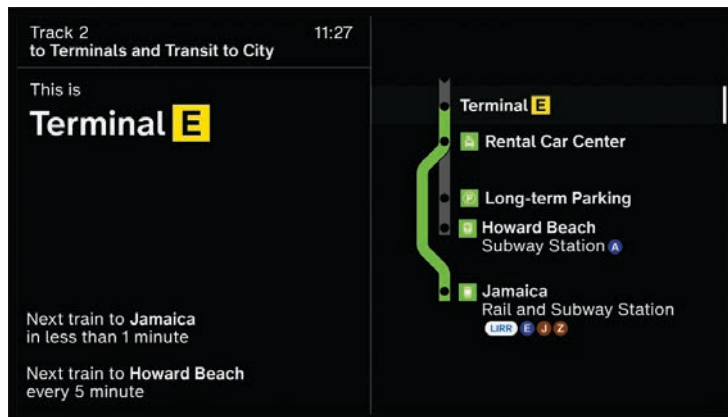 Track 2
11:27
to Terminals and Transit to City
This is
Terminal E
Next train to Jamaica
in less than 1 minute
Next train to Howard Beach
every 5 minute
Terminal E
Rental Car Center
P Long-term Parking
Howard Beach
Subway Station A
Jamaica
Rail and Subway Station
LIRR E J Z